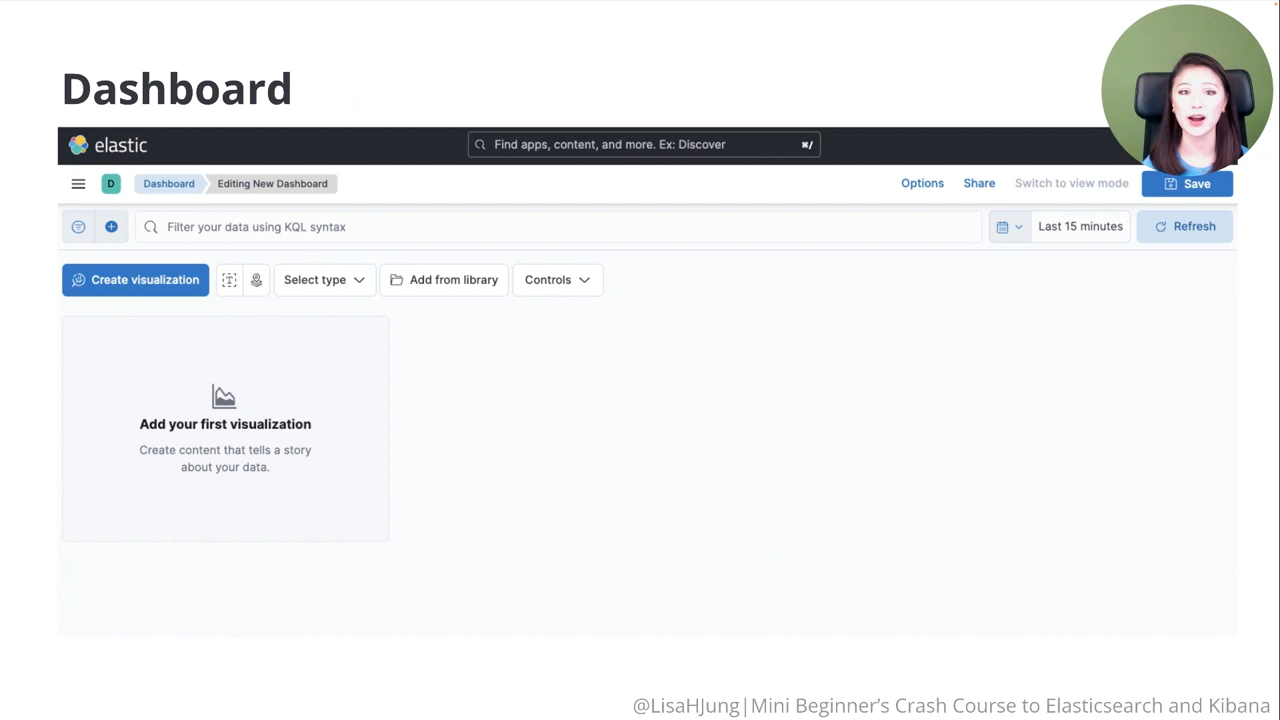 Dashboard
elastic
Find apps, content, and more. Ex: Discover
⌘/
D
Dashboard
Editing New Dashboard
Options
Share
Switch to view mode
Save
Filter your data using KQL syntax
Last 15 minutes
Refresh
Create visualization
Select type
Add from library
Controls
Add your first visualization
Create content that tells a story
about your data.
@LisaHJung|Mini Beginner’s Crash Course to Elasticsearch and Kibana